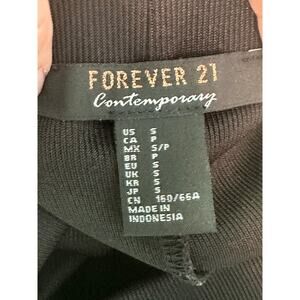 FOREVER 21
Contemporary
US S
CA P
MX S/P
BR P
EU S
UK S
KR S
JP S
CN 160/66A
MADE IN
INDONESIA